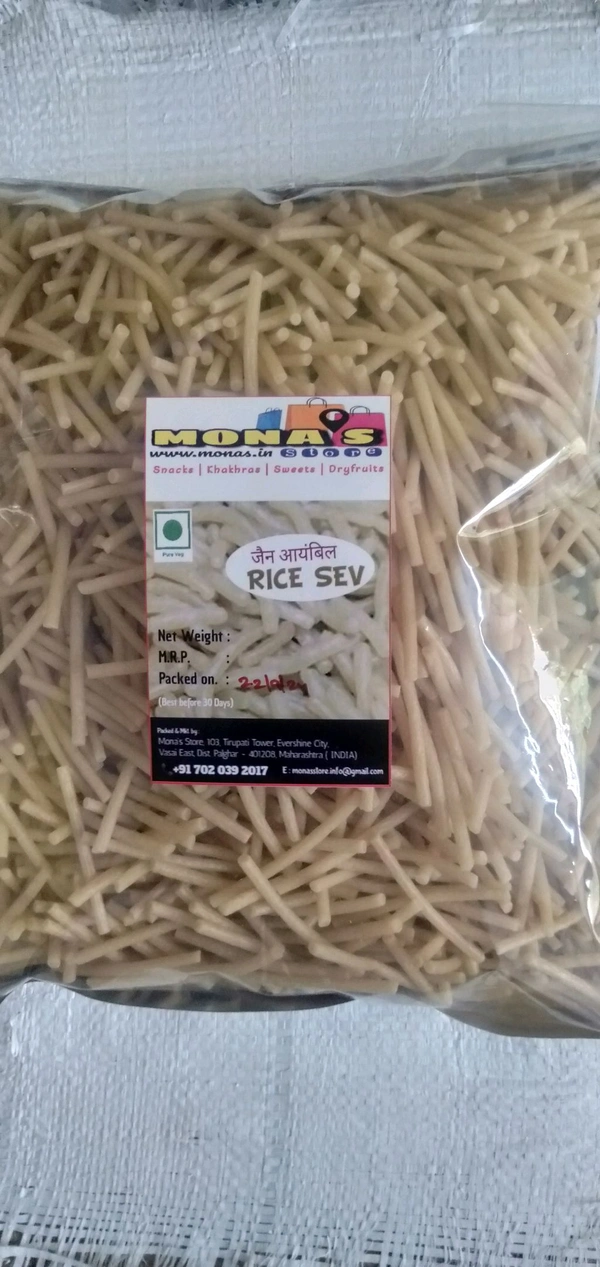 MONA'S
www.monas.in Store
Snacks | Khakhras | Sweets | Dryfruits
Pure Veg
जैन आयंबिल
RICE SEV
Net Weight :
M.R.P. :
Packed on. :
(Best before 30 Days)
Packed & Mkt. by :
Mona's Store, 103, Tirupati Tower, Evershine City,
Vasai East, Dist. Palghar - 401208, Maharashtra ( INDIA)
+91 702 039 2017 E : monasstore.info@gmail.com